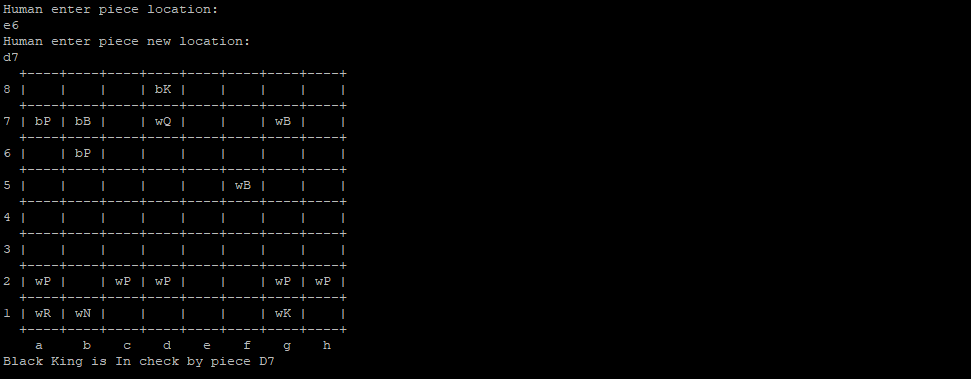 Human enter piece location:
e6
Human enter piece new location:
d7
  +----+----+----+----+----+----+----+----+
8 |    |    |    | bK |    |    |    |    |
  +----+----+----+----+----+----+----+----+
7 | bP | bB |    | wQ |    |    | wB |    |
  +----+----+----+----+----+----+----+----+
6 |    | bP |    |    |    |    |    |    |
  +----+----+----+----+----+----+----+----+
5 |    |    |    |    |    | wB |    |    |
  +----+----+----+----+----+----+----+----+
4 |    |    |    |    |    |    |    |    |
  +----+----+----+----+----+----+----+----+
3 |    |    |    |    |    |    |    |    |
  +----+----+----+----+----+----+----+----+
2 | wP |    | wP | wP |    |    | wP | wP |
  +----+----+----+----+----+----+----+----+
1 | wR | wN |    |    |    |    | wK |    |
  +----+----+----+----+----+----+----+----+
    a     b    c    d    e    f    g    h
Black King is In check by piece D7